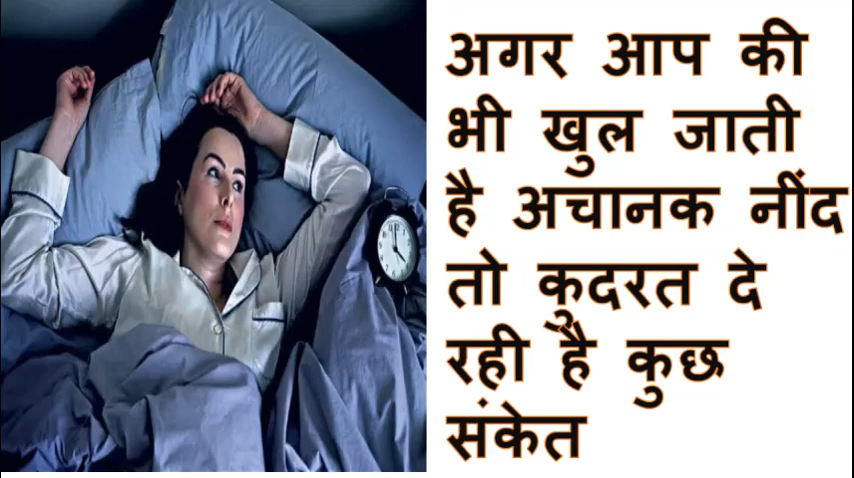 अगर आप की
भी खुल जाती
है अचानक नींद
तो कुदरत दे
रही है कुछ
संकेत